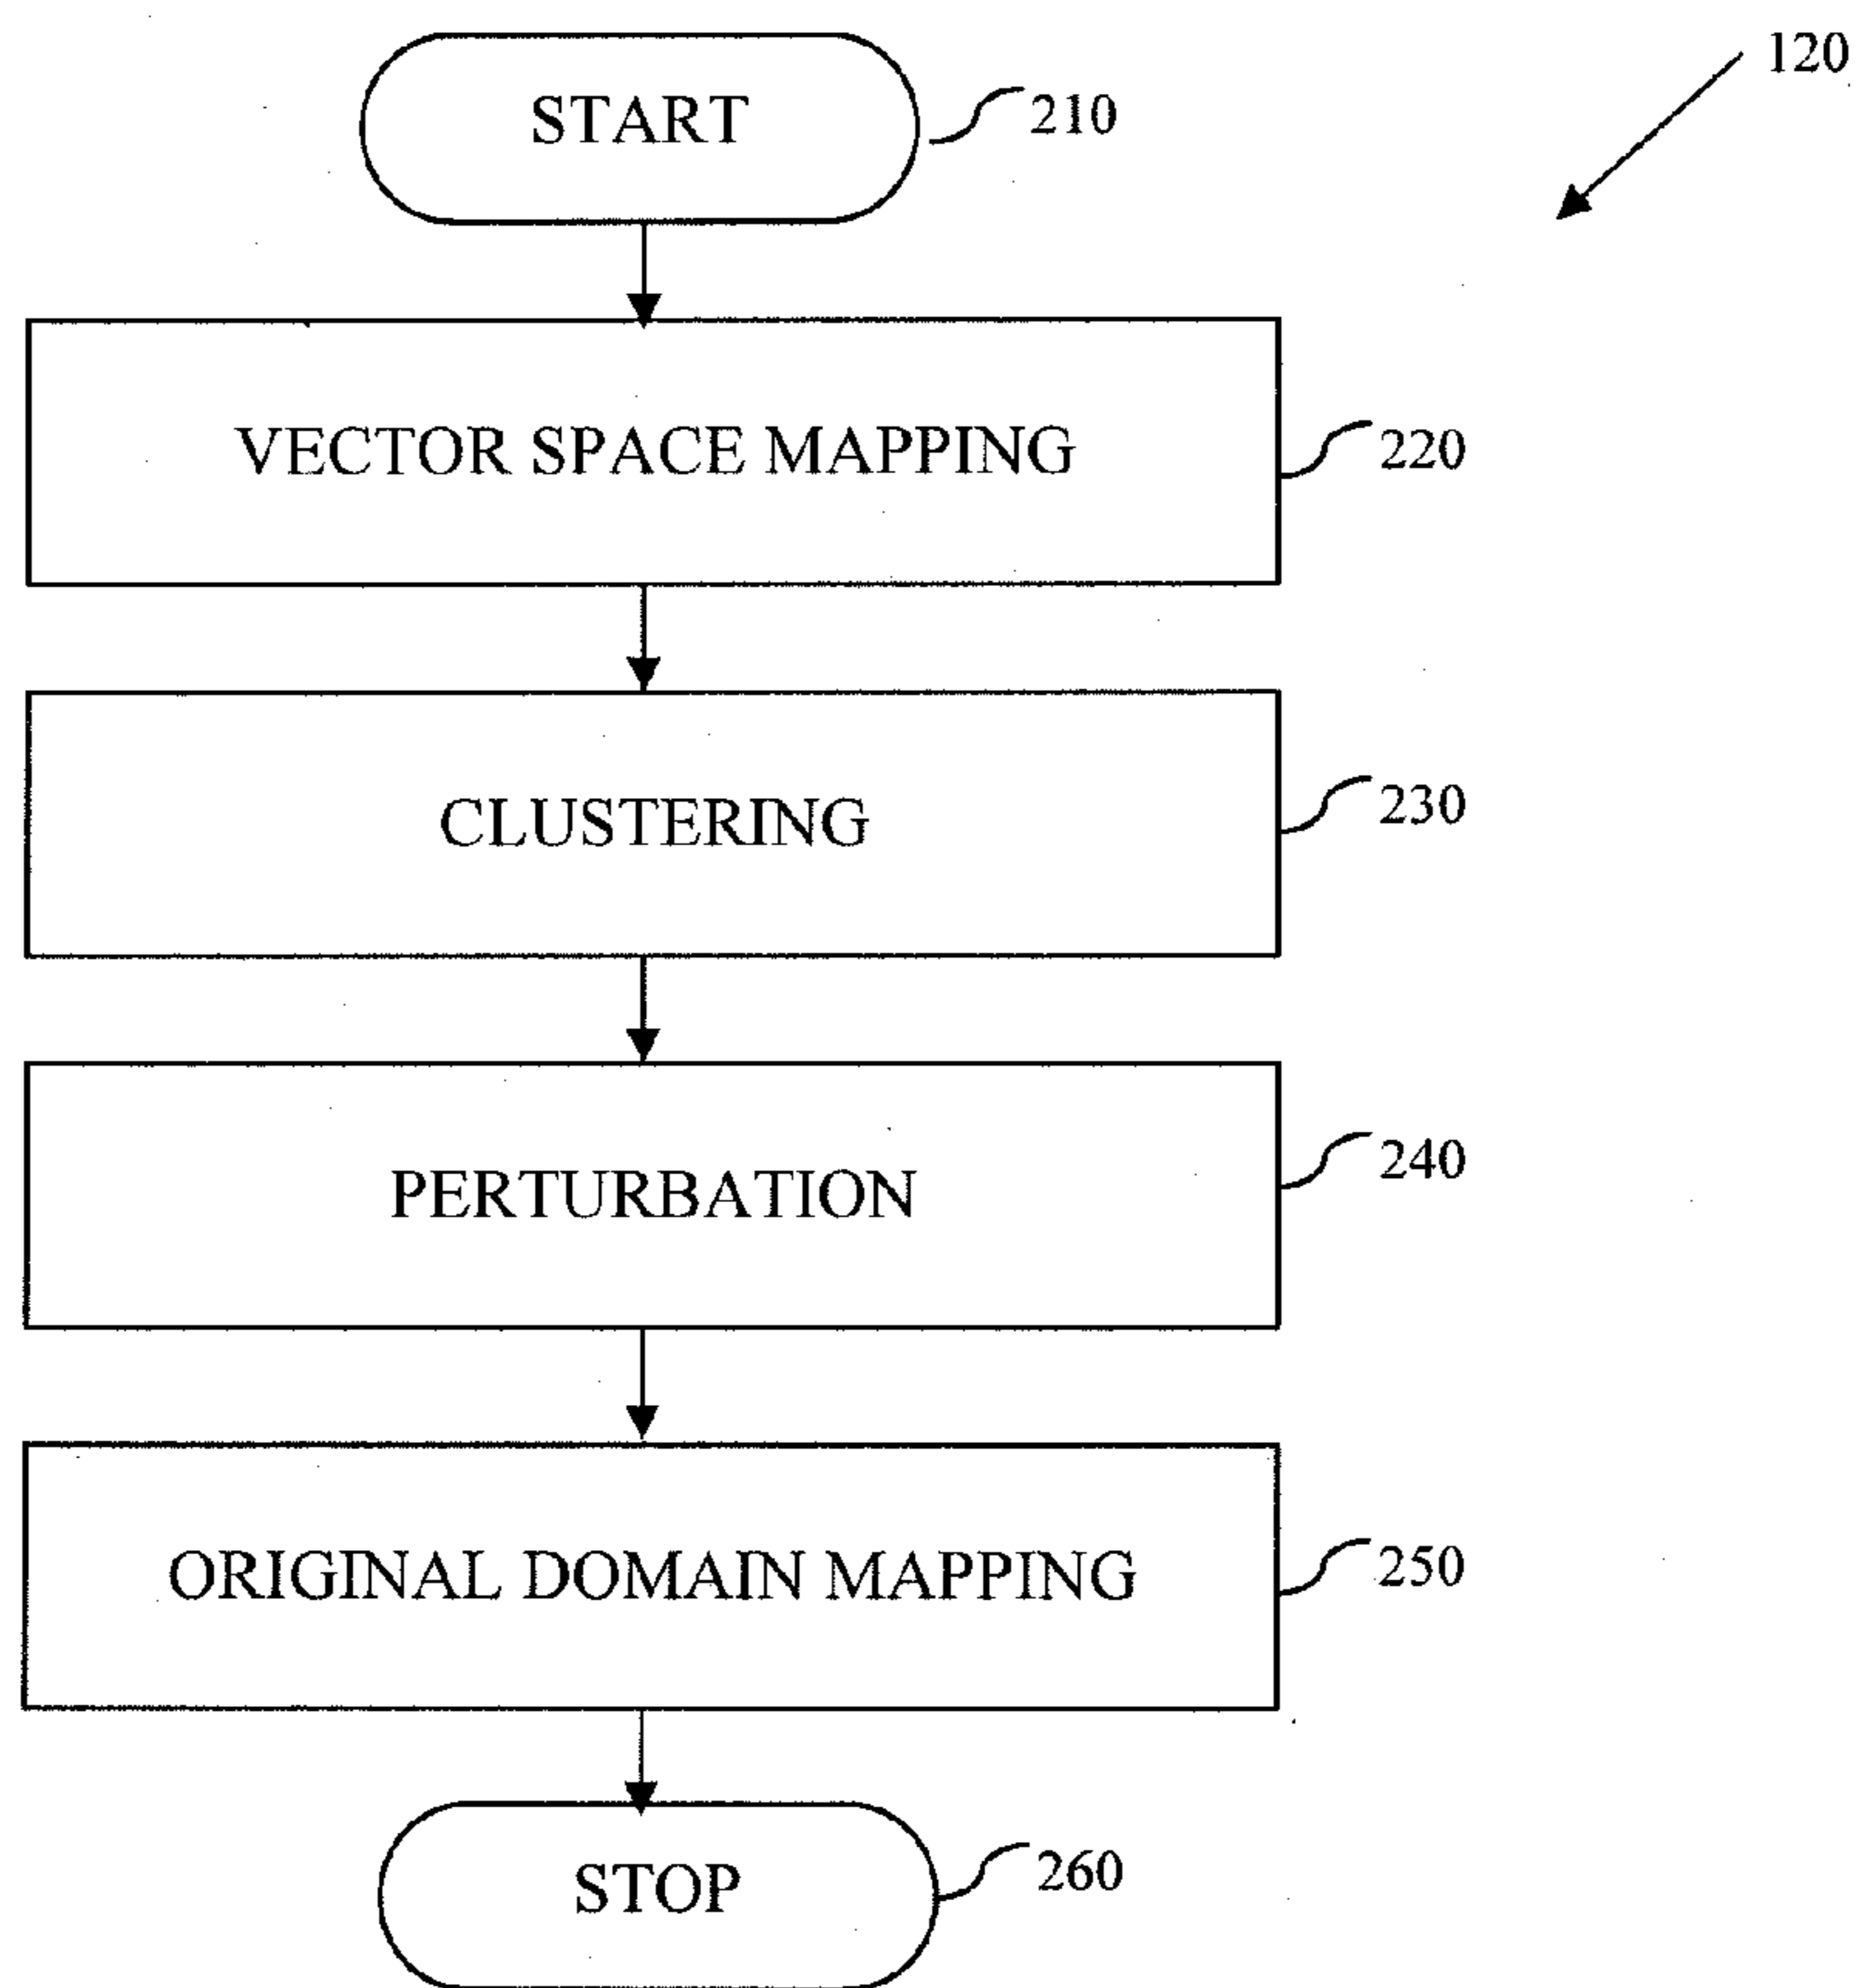 120
START
210
VECTOR SPACE MAPPING
220
CLUSTERING
230
PERTURBATION
240
ORIGINAL DOMAIN MAPPING
250
STOP
260